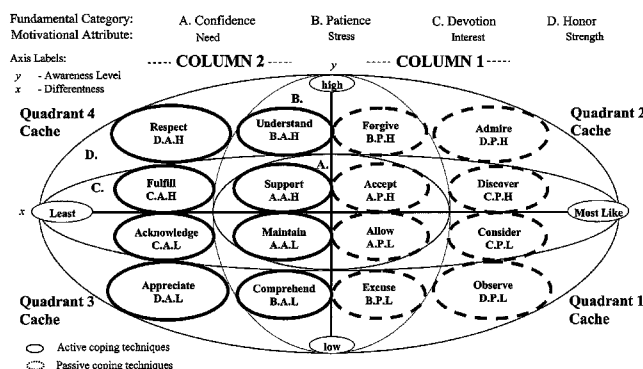 Fundamental Category: A. Confidence B. Patience C. Devotion D. Honor
Motivational Attribute: Need Stress Interest Strength
Axis Labels:
y - Awareness Level
x - Differentness
COLUMN 2 y COLUMN 1
high
Quadrant 4
Cache
Quadrant 2
Cache
B.
Respect
D.A.H
Understand
B.A.H
Forgive
B.P.H
Admire
D.P.H
D.
A.
C.
Fulfill
C.A.H
Support
A.A.H
Accept
A.P.H
Discover
C.P.H
x Least Most Like
Acknowledge
C.A.L
Maintain
A.A.L
Allow
A.P.L
Consider
C.P.L
Appreciate
D.A.L
Comprehend
B.A.L
Excuse
B.P.L
Observe
D.P.L
Quadrant 3
Cache
Quadrant 1
Cache
low
Active coping techniques
Passive coping techniques